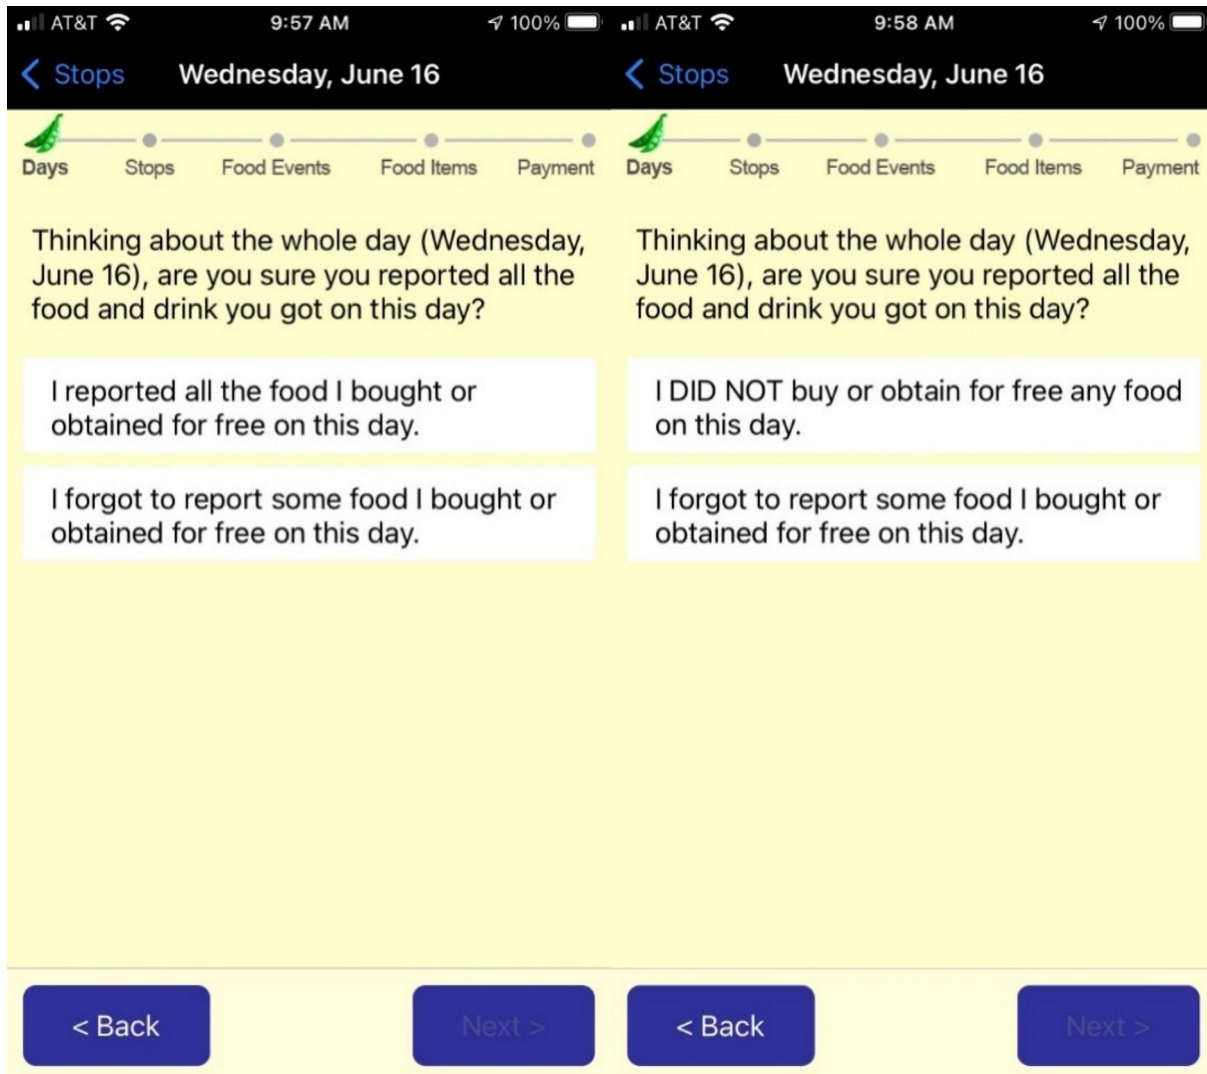 AT&T 9:57 AM 100%
Stops Wednesday, June 16
Days Stops Food Events Food Items Payment
Thinking about the whole day (Wednesday,
June 16), are you sure you reported all the
food and drink you got on this day?
I reported all the food I bought or
obtained for free on this day.
I forgot to report some food I bought or
obtained for free on this day.
< Back Next >
AT&T 9:58 AM 100%
Stops Wednesday, June 16
Days Stops Food Events Food Items Payment
Thinking about the whole day (Wednesday,
June 16), are you sure you reported all the
food and drink you got on this day?
I DID NOT buy or obtain for free any food
on this day.
I forgot to report some food I bought or
obtained for free on this day.
< Back Next >